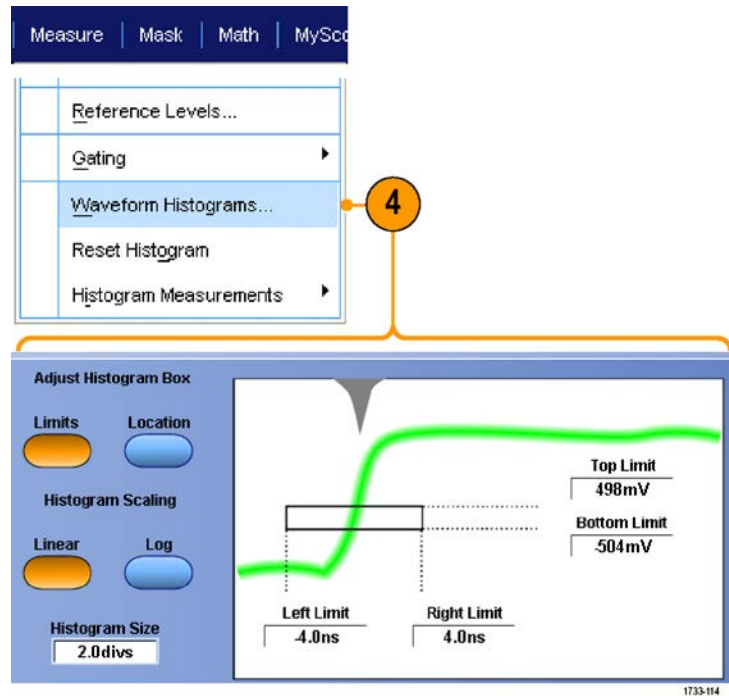 Measure | Mask | Math | MySco
Reference Levels...
Gating
Waveform Histograms...
4
Reset Histogram
Histogram Measurements
Adjust Histogram Box
Limits Location
Histogram Scaling
Linear Log
Histogram Size
2.0divs
Top Limit
498mV
Bottom Limit
-504mV
Left Limit Right Limit
-4.0ns 4.0ns
1733-114